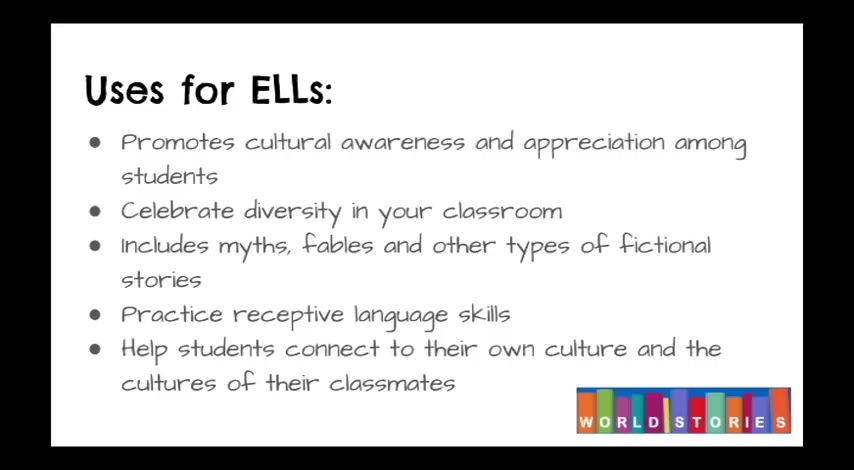 Uses for ELLs:
● Promotes cultural awareness and appreciation among
students
● Celebrate diversity in your classroom
● Includes myths, fables and other types of fictional
stories
● Practice receptive language skills
● Help students connect to their own culture and the
cultures of their classmates
WORLD STORIES